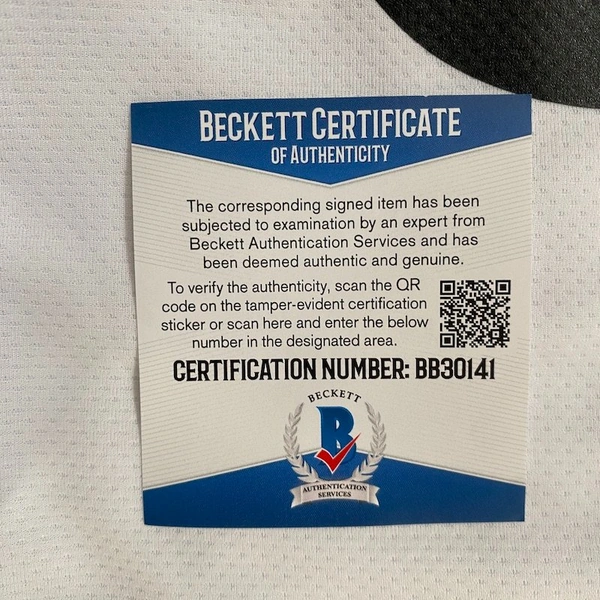 BECKETT CERTIFICATE
OF AUTHENTICITY
The corresponding signed item has been
subjected to examination by an expert from
Beckett Authentication Services and has
been deemed authentic and genuine.
To verify the authenticity, scan the QR
code on the tamper-evident certification
sticker or scan here and enter the below
number in the designated area.
CERTIFICATION NUMBER: BB30141
BECKETT
B
AUTHENTICATION
SERVICES